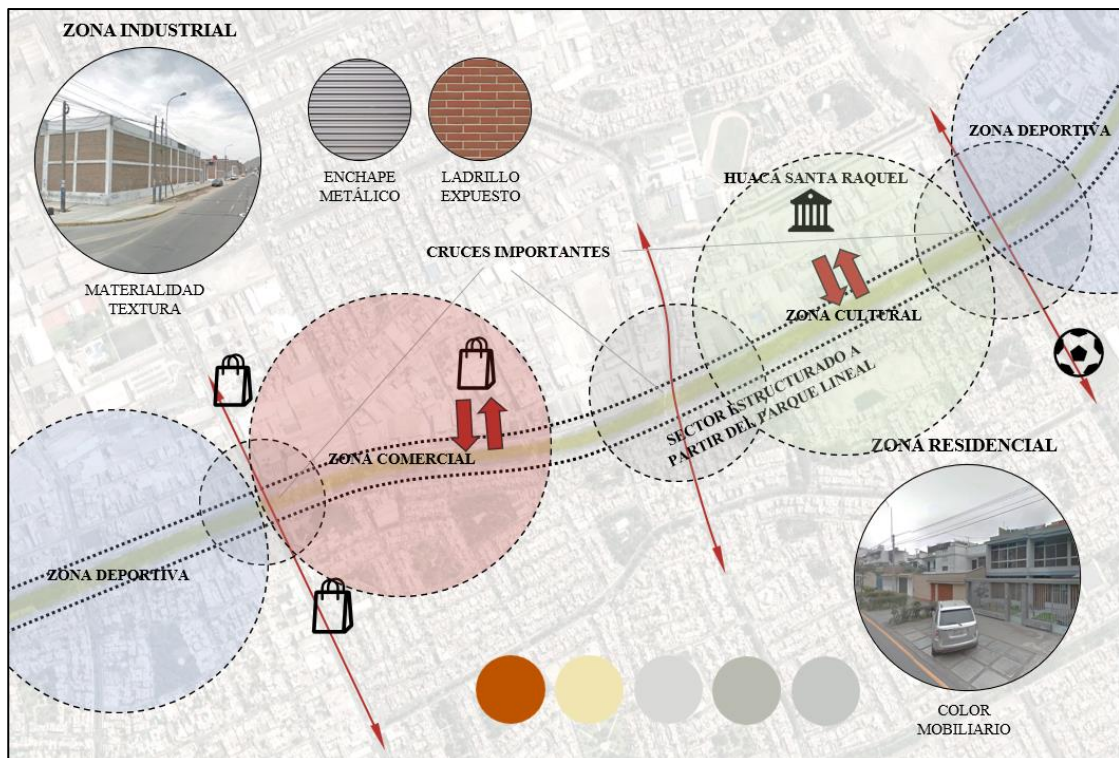 ZONA INDUSTRIAL
ENCHAPE
METÁLICO
LADRILLO
EXPUESTO
MATERIALIDAD
TEXTURA
ZONA DEPORTIVA
HUACA SANTA RAQUEL
CRUCES IMPORTANTES
ZONA CULTURAL
SECTOR ESTRUCTURADO A
PARTIR DEL PARQUE LINEAL
ZONA COMERCIAL
ZONA RESIDENCIAL
ZONA DEPORTIVA
COLOR
MOBILIARIO